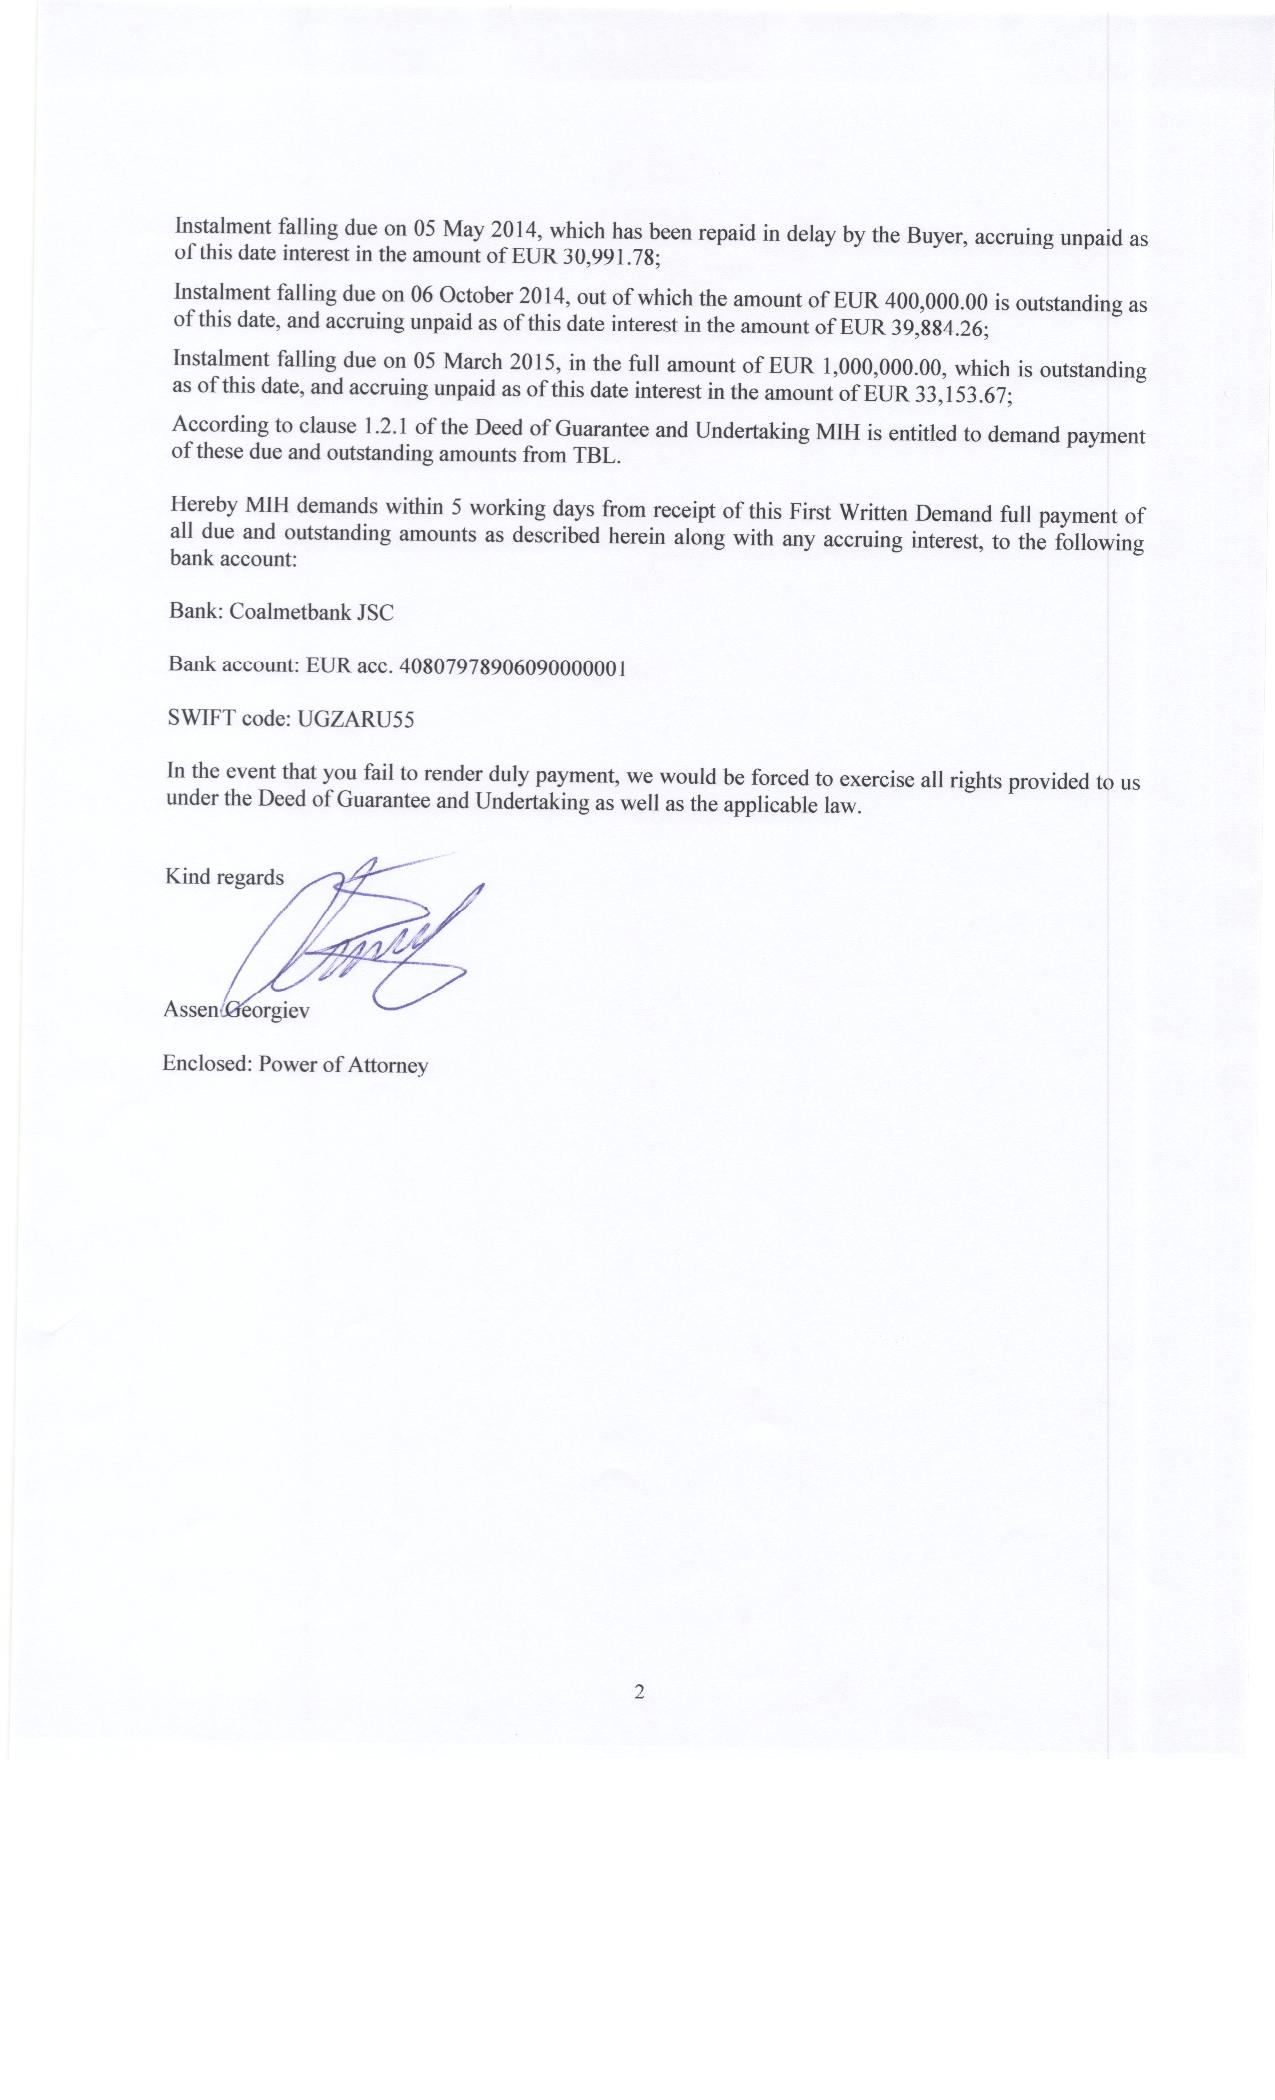 Instalment falling due on 05 May 2014, which has been repaid in delay by the Buyer, accruing unpaid as
of this date interest in the amount of EUR 30,991.78;
Instalment falling due on 06 October 2014, out of which the amount of EUR 400,000.00 is outstanding as
of this date, and accruing unpaid as of this date interest in the amount of EUR 39,884.26;
Instalment falling due on 05 March 2015, in the full amount of EUR 1,000,000.00, which is outstanding
as of this date, and accruing unpaid as of this date interest in the amount of EUR 33,153.67;
According to clause 1.2.1 of the Deed of Guarantee and Undertaking MIH is entitled to demand payment
of these due and outstanding amounts from TBL.
Hereby MIH demands within 5 working days from receipt of this First Written Demand full payment of
all due and outstanding amounts as described herein along with any accruing interest, to the following
bank account:
Bank: Coalmetbank JSC
Bank account: EUR acc. 40807978906090000001
SWIFT code: UGZARU55
In the event that you fail to render duly payment, we would be forced to exercise all rights provided to us
under the Deed of Guarantee and Undertaking as well as the applicable law.
Kind regards
Assen Georgiev
Enclosed: Power of Attorney
2